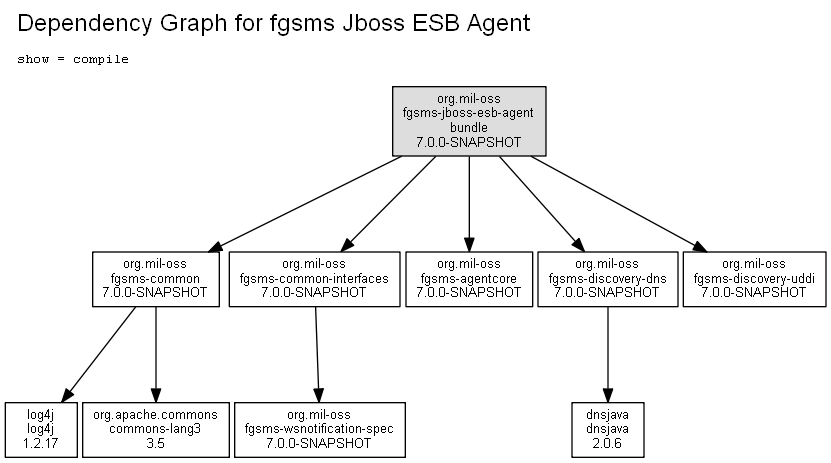 Dependency Graph for fgsms Jboss ESB Agent
show = compile
org.mil-oss
fgsms-jboss-esb-agent
bundle
7.0.0-SNAPSHOT
org.mil-oss
fgsms-common
7.0.0-SNAPSHOT
org.mil-oss
fgsms-common-interfaces
7.0.0-SNAPSHOT
org.mil-oss
fgsms-agentcore
7.0.0-SNAPSHOT
org.mil-oss
fgsms-discovery-dns
7.0.0-SNAPSHOT
org.mil-oss
fgsms-discovery-uddi
7.0.0-SNAPSHOT
log4j
log4j
1.2.17
org.apache.commons
commons-lang3
3.5
org.mil-oss
fgsms-wsnotification-spec
7.0.0-SNAPSHOT
dnsjava
dnsjava
2.0.6